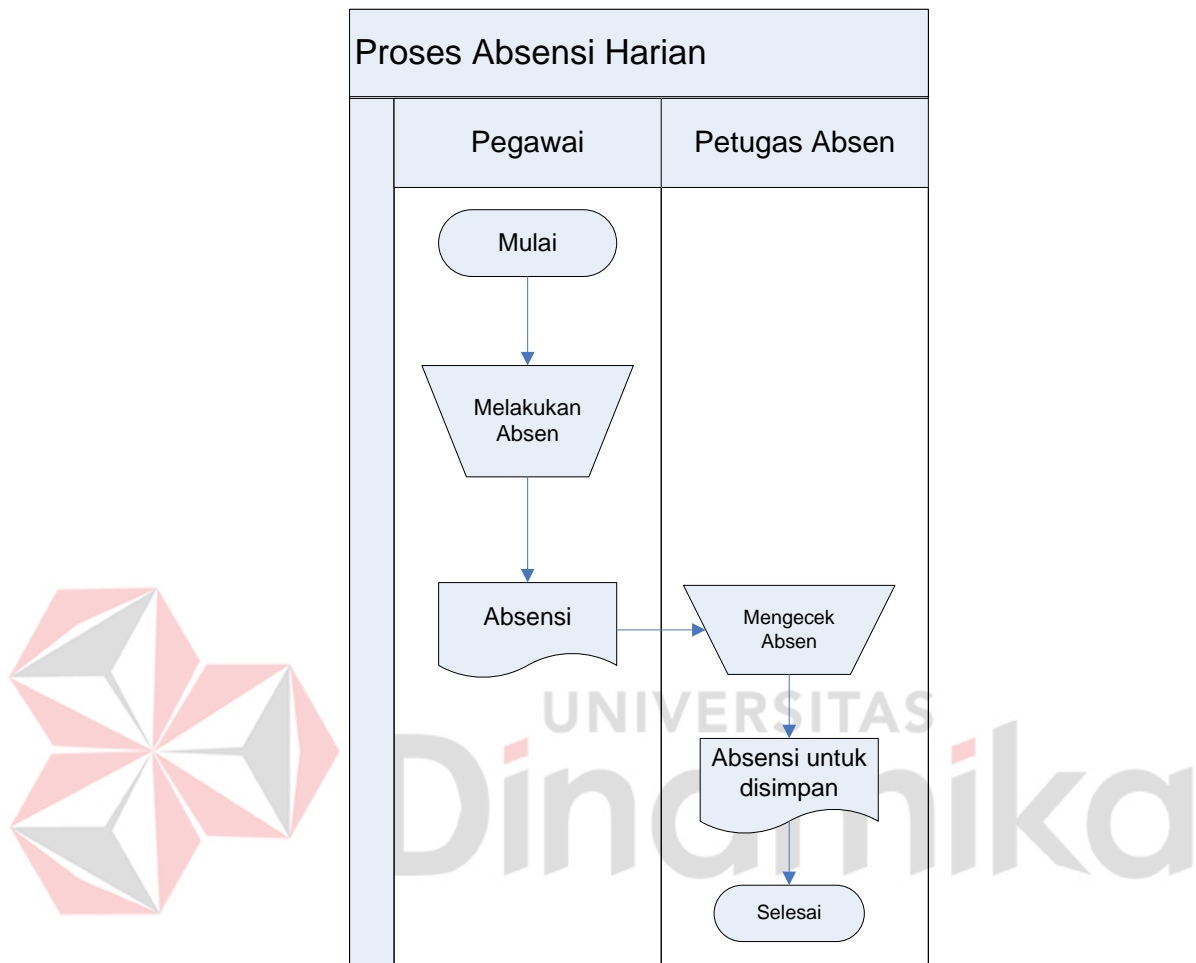 Proses Absensi Harian
Pegawai
Petugas Absen
Mulai
Melakukan
Absen
Absensi
Mengecek
Absen
UNIVERSITAS
Dinamika
Absensi untuk
disimpan
Selesai